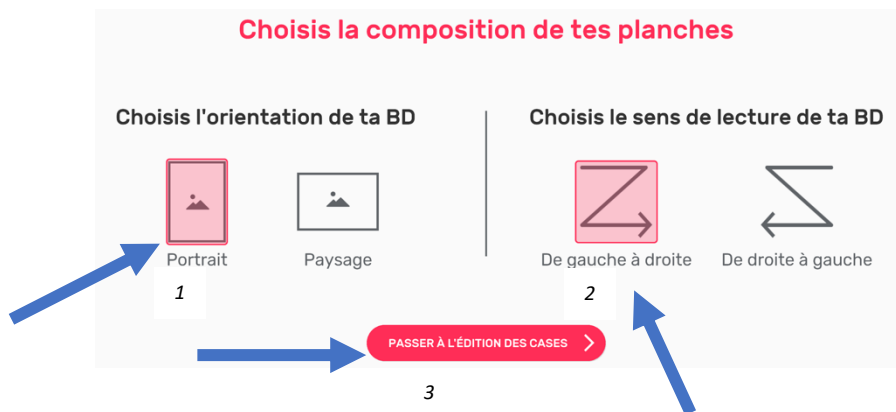 Choisis la composition de tes planches
Choisis l'orientation de ta BD
Portrait
Paysage
1
Choisis le sens de lecture de ta BD
De gauche à droite
De droite à gauche
2
PASSER À L'ÉDITION DES CASES
3